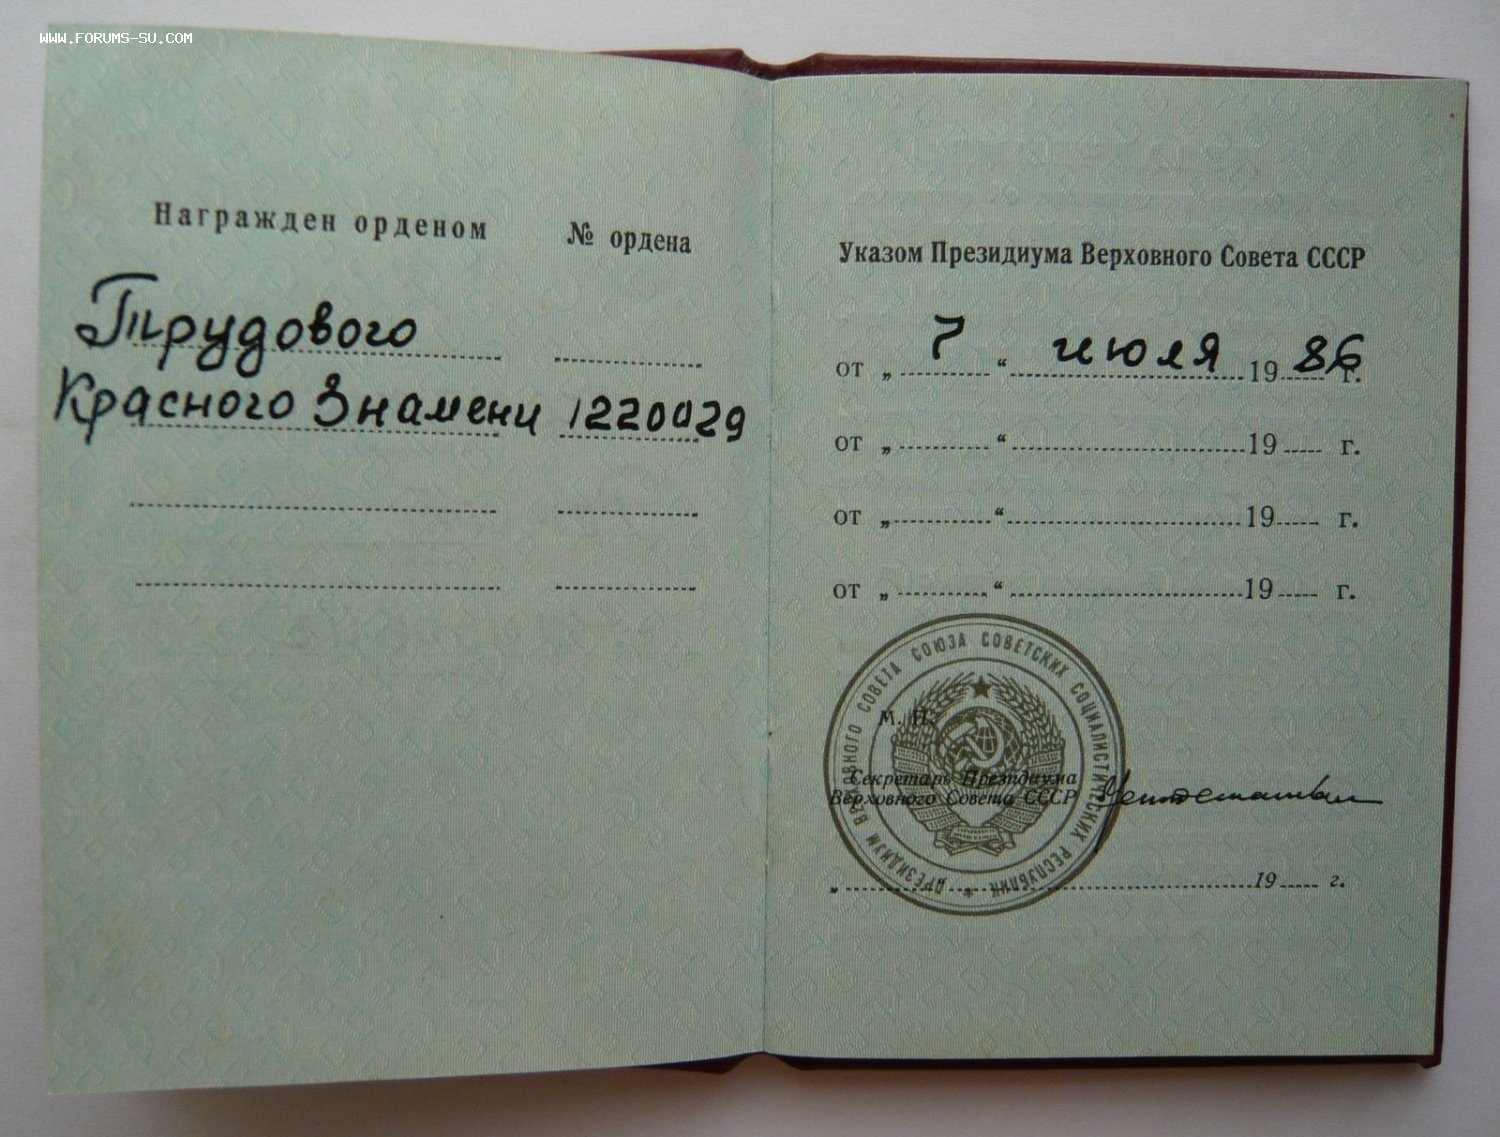 WWW.FORUMS-SU.COM
Награжден орденом № ордена
Трудового
Красного Знамени 1220029
Указом Президиума Верховного Совета СССР
от „ 7 “ июля 19 86 г.
от „ “ 19 г.
от „ “ 19 г.
от „ “ 19 г.
М. П.
Секретарь Президиума
Верховного Совета СССР
„ “ 19 г.
ПРЕЗИДИУМ ВЕРХОВНОГО СОВЕТА СОЮЗА СОВЕТСКИХ СОЦИАЛИСТИЧЕСКИХ РЕСПУБЛИК